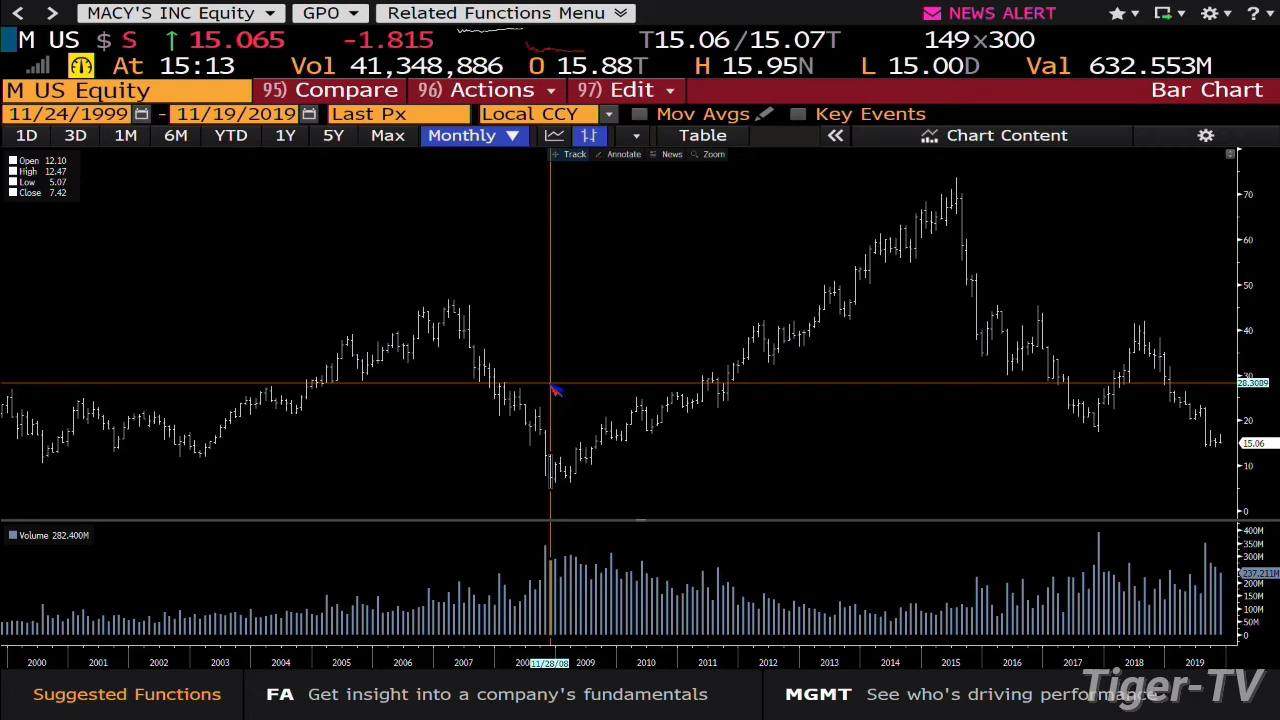 MACY'S INC Equity GPO Related Functions Menu NEWS ALERT ?
M US $ S ↑ 15.065 -1.815 T15.06/15.07T 149x300
At 15:13 Vol 41,348,886 O 15.88T H 15.95N L 15.00D Val 632.553M
M US Equity 95) Compare 96) Actions 97) Edit Bar Chart
11/24/1999 - 11/19/2019 Last Px Local CCY Mov Avgs Key Events
1D 3D 1M 6M YTD 1Y 5Y Max Monthly ▼ Table « Chart Content
Track Annotate News Zoom
Open 12.10
High 12.47
Low 5.07
Close 7.42
70
60
50
40
30
28.3089
20
15.06
10
0
Volume 282.400M
400M
350M
300M
237.211M
200M
150M
100M
50M
0
2000 2001 2002 2003 2004 2005 2006 2007 11/28/08 2009 2010 2011 2012 2013 2014 2015 2016 2017 2018 2019
Suggested Functions FA Get insight into a company's fundamentals MGMT See who's driving performance
Tiger-TV